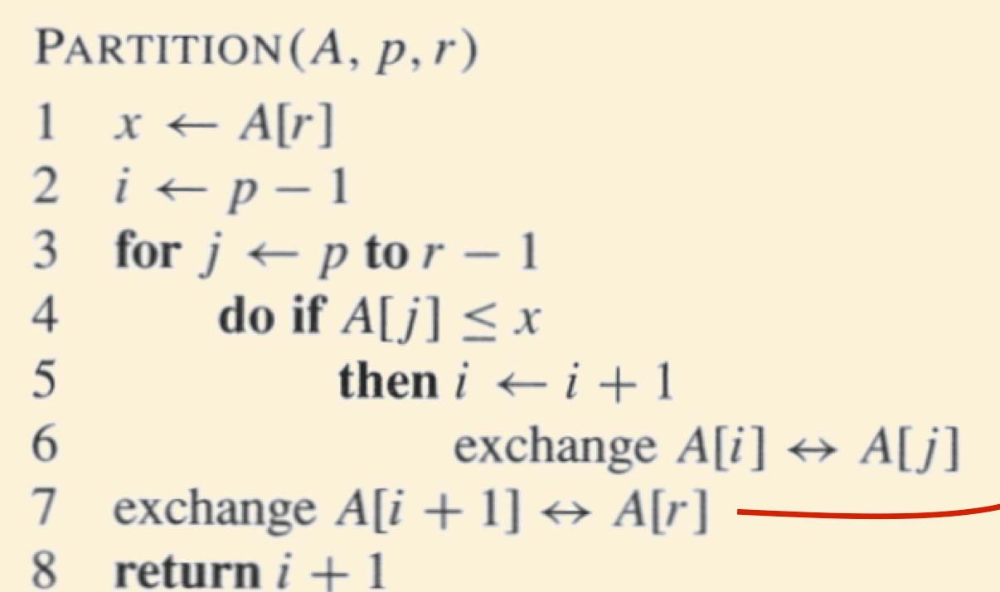 PARTITION(A, p, r)
1 x ← A[r]
2 i ← p − 1
3 for j ← p to r − 1
4 do if A[j] ≤ x
5 then i ← i + 1
6 exchange A[i] ↔ A[j]
7 exchange A[i + 1] ↔ A[r]
8 return i + 1